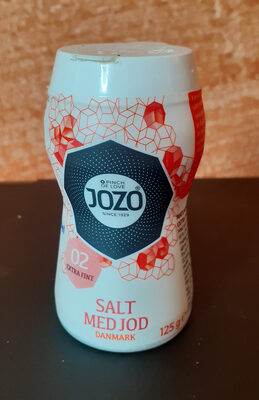 A PINCH
OF LOVE
JOZO®
SINCE 1929
02
EXTRA FINT
SALT
MED JOD
DANMARK
125 g